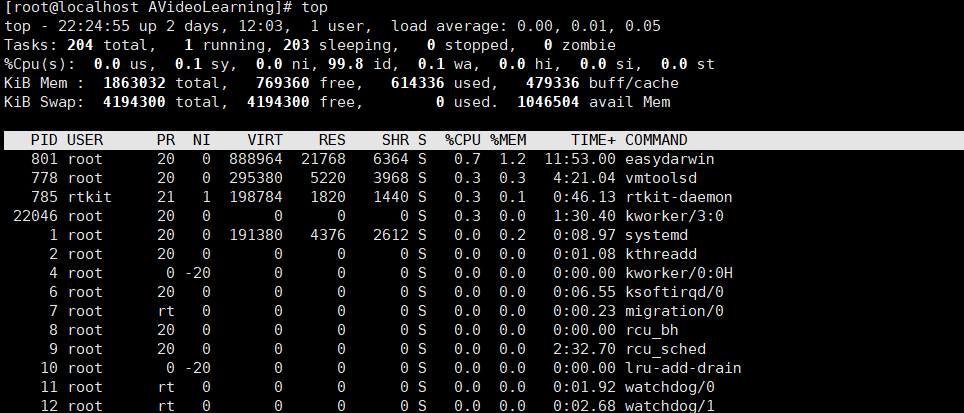 [root@localhost AVideoLearning]# top
top - 22:24:55 up 2 days, 12:03,  1 user,  load average: 0.00, 0.01, 0.05
Tasks: 204 total,   1 running, 203 sleeping,   0 stopped,   0 zombie
%Cpu(s):  0.0 us,  0.1 sy,  0.0 ni, 99.8 id,  0.1 wa,  0.0 hi,  0.0 si,  0.0 st
KiB Mem :  1863032 total,   769360 free,   614336 used,   479336 buff/cache
KiB Swap:  4194300 total,  4194300 free,        0 used.  1046504 avail Mem
PID USER      PR  NI    VIRT    RES    SHR S  %CPU %MEM     TIME+ COMMAND
801 root      20   0  888964  21768   6364 S   0.7  1.2  11:53.00 easydarwin
778 root      20   0  295380   5220   3968 S   0.3  0.3   4:21.04 vmtoolsd
785 rtkit     21   1  198784   1820   1440 S   0.3  0.1   0:46.13 rtkit-daemon
22046 root      20   0       0      0      0 S   0.3  0.0   1:30.40 kworker/3:0
1 root      20   0  191380   4376   2612 S   0.0  0.2   0:08.97 systemd
2 root      20   0       0      0      0 S   0.0  0.0   0:01.08 kthreadd
4 root       0 -20       0      0      0 S   0.0  0.0   0:00.00 kworker/0:0H
6 root      20   0       0      0      0 S   0.0  0.0   0:06.55 ksoftirqd/0
7 root      rt   0       0      0      0 S   0.0  0.0   0:00.23 migration/0
8 root      20   0       0      0      0 S   0.0  0.0   0:00.00 rcu_bh
9 root      20   0       0      0      0 S   0.0  0.0   2:32.70 rcu_sched
10 root       0 -20       0      0      0 S   0.0  0.0   0:00.00 lru-add-drain
11 root      rt   0       0      0      0 S   0.0  0.0   0:01.92 watchdog/0
12 root      rt   0       0      0      0 S   0.0  0.0   0:02.68 watchdog/1